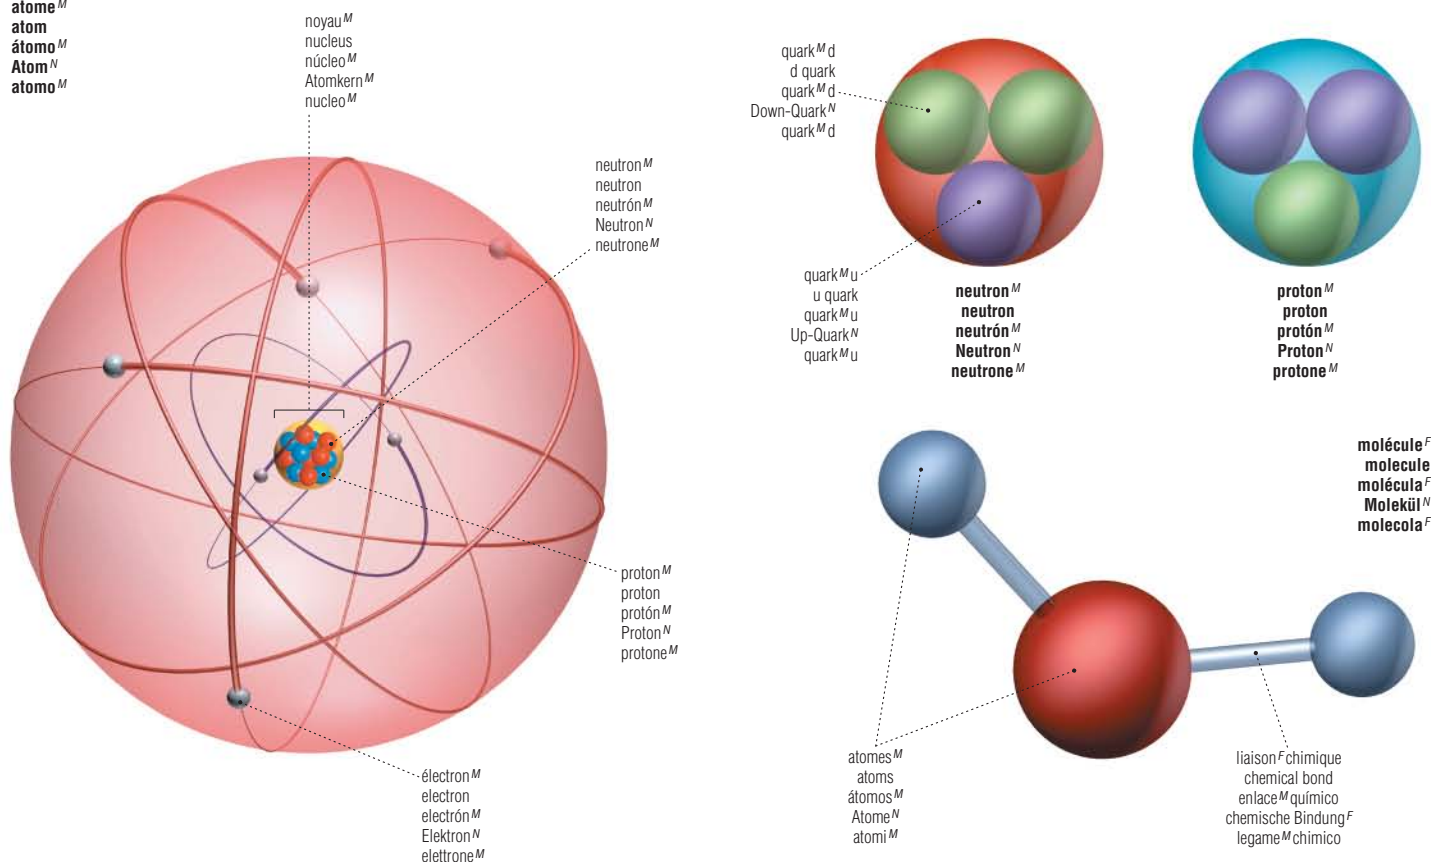 atome M
atom
átomo M
Atom N
atomo M
noyau M
nucleus
núcleo M
Atomkern M
nucleo M
neutron M
neutron
neutrón M
Neutron N
neutrone M
proton M
proton
protón M
Proton N
protone M
électron M
electron
electrón M
Elektron N
elettrone M
quark M d
d quark
quark M d
Down-Quark N
quark M d
quark M u
u quark
quark M u
Up-Quark N
quark M u
neutron M
neutron
neutrón M
Neutron N
neutrone M
proton M
proton
protón M
Proton N
protone M
molécule F
molecule
molécula F
Molekül N
molecola F
atomes M
atoms
átomos M
Atome N
atomi M
liaison F chimique
chemical bond
enlace M químico
chemische Bindung F
legame M chimico